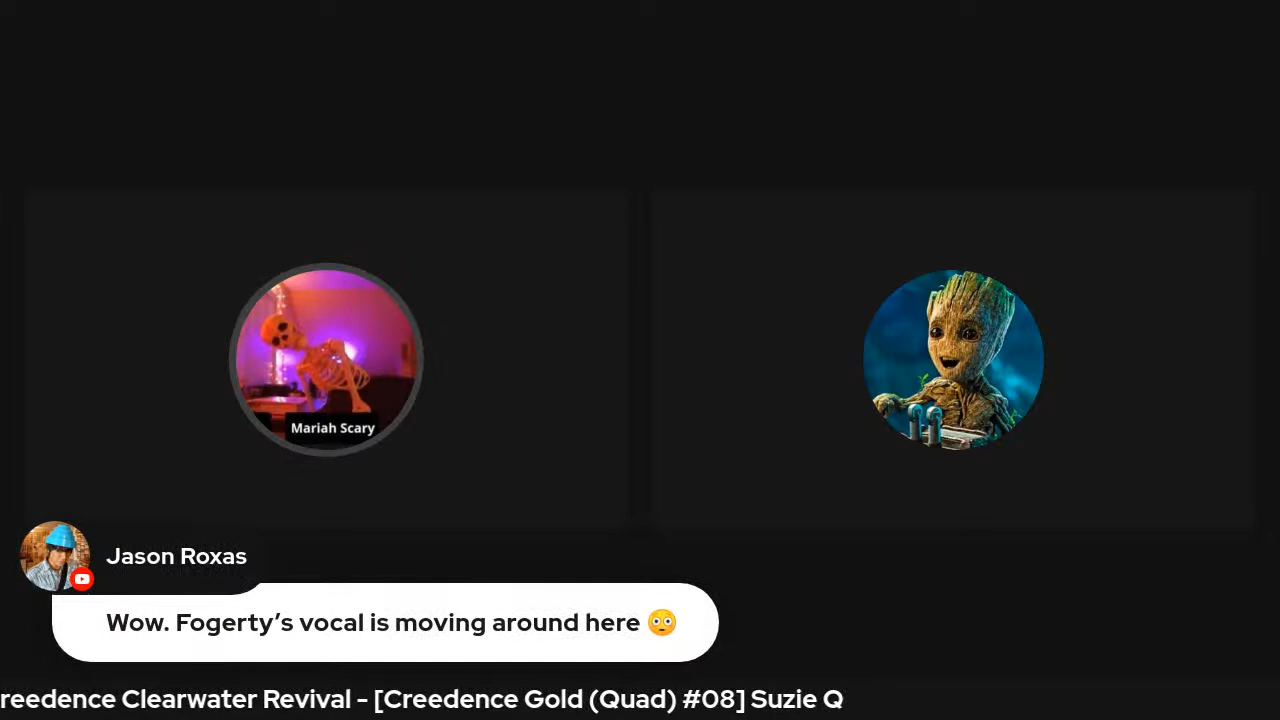 Mariah Scary
Jason Roxas
Wow. Fogerty’s vocal is moving around here 😳
reedence Clearwater Revival - [Creedence Gold (Quad) #08] Suzie Q